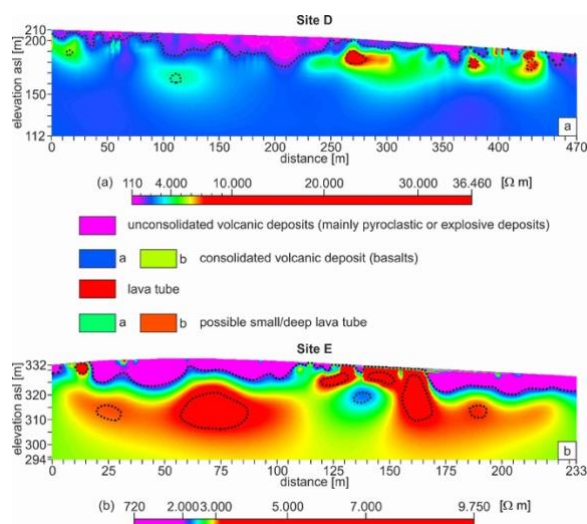 Site D
210
200
150
112
elevation asl [m]
0 50 100 150 200 250 300 350 400 470
distance [m]
a
(a) 110 4.000 10.000 20.000 30.000 36.460 [Ω m]
unconsolidated volcanic deposits (mainly pyroclastic or explosive deposits)
a b consolidated volcanic deposit (basalts)
lava tube
a b possible small/deep lava tube
Site E
332
320
310
300
294
elevation asl [m]
0 25 50 75 100 125 150 175 200 233
distance [m]
b
(b) 720 2.000 3.000 5.000 7.000 9.750 [Ω m]